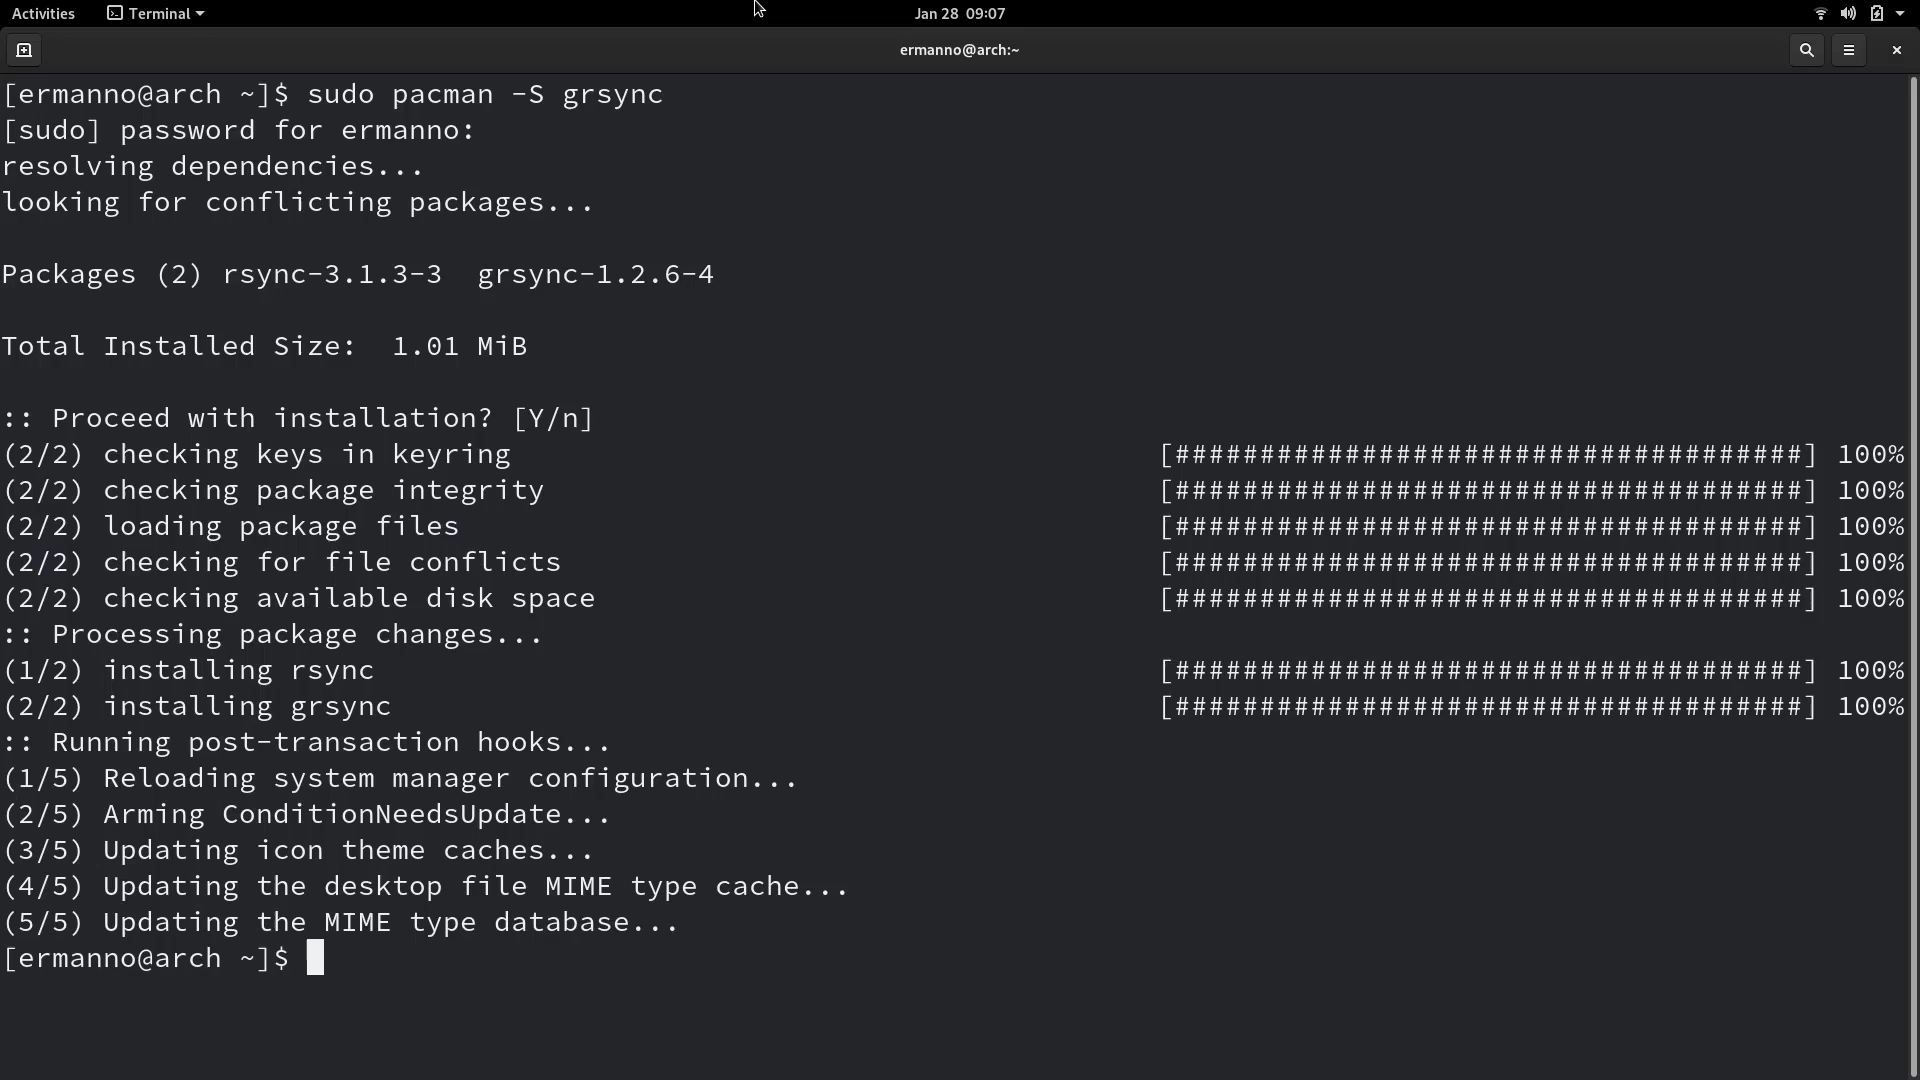 Activities Terminal Jan 28 09:07
ermanno@arch:~
[ermanno@arch ~]$ sudo pacman -S grsync
[sudo] password for ermanno:
resolving dependencies...
looking for conflicting packages...
Packages (2) rsync-3.1.3-3  grsync-1.2.6-4
Total Installed Size:  1.01 MiB
:: Proceed with installation? [Y/n]
(2/2) checking keys in keyring [#####################################] 100%
(2/2) checking package integrity [#####################################] 100%
(2/2) loading package files [#####################################] 100%
(2/2) checking for file conflicts [#####################################] 100%
(2/2) checking available disk space [#####################################] 100%
:: Processing package changes...
(1/2) installing rsync [#####################################] 100%
(2/2) installing grsync [#####################################] 100%
:: Running post-transaction hooks...
(1/5) Reloading system manager configuration...
(2/5) Arming ConditionNeedsUpdate...
(3/5) Updating icon theme caches...
(4/5) Updating the desktop file MIME type cache...
(5/5) Updating the MIME type database...
[ermanno@arch ~]$